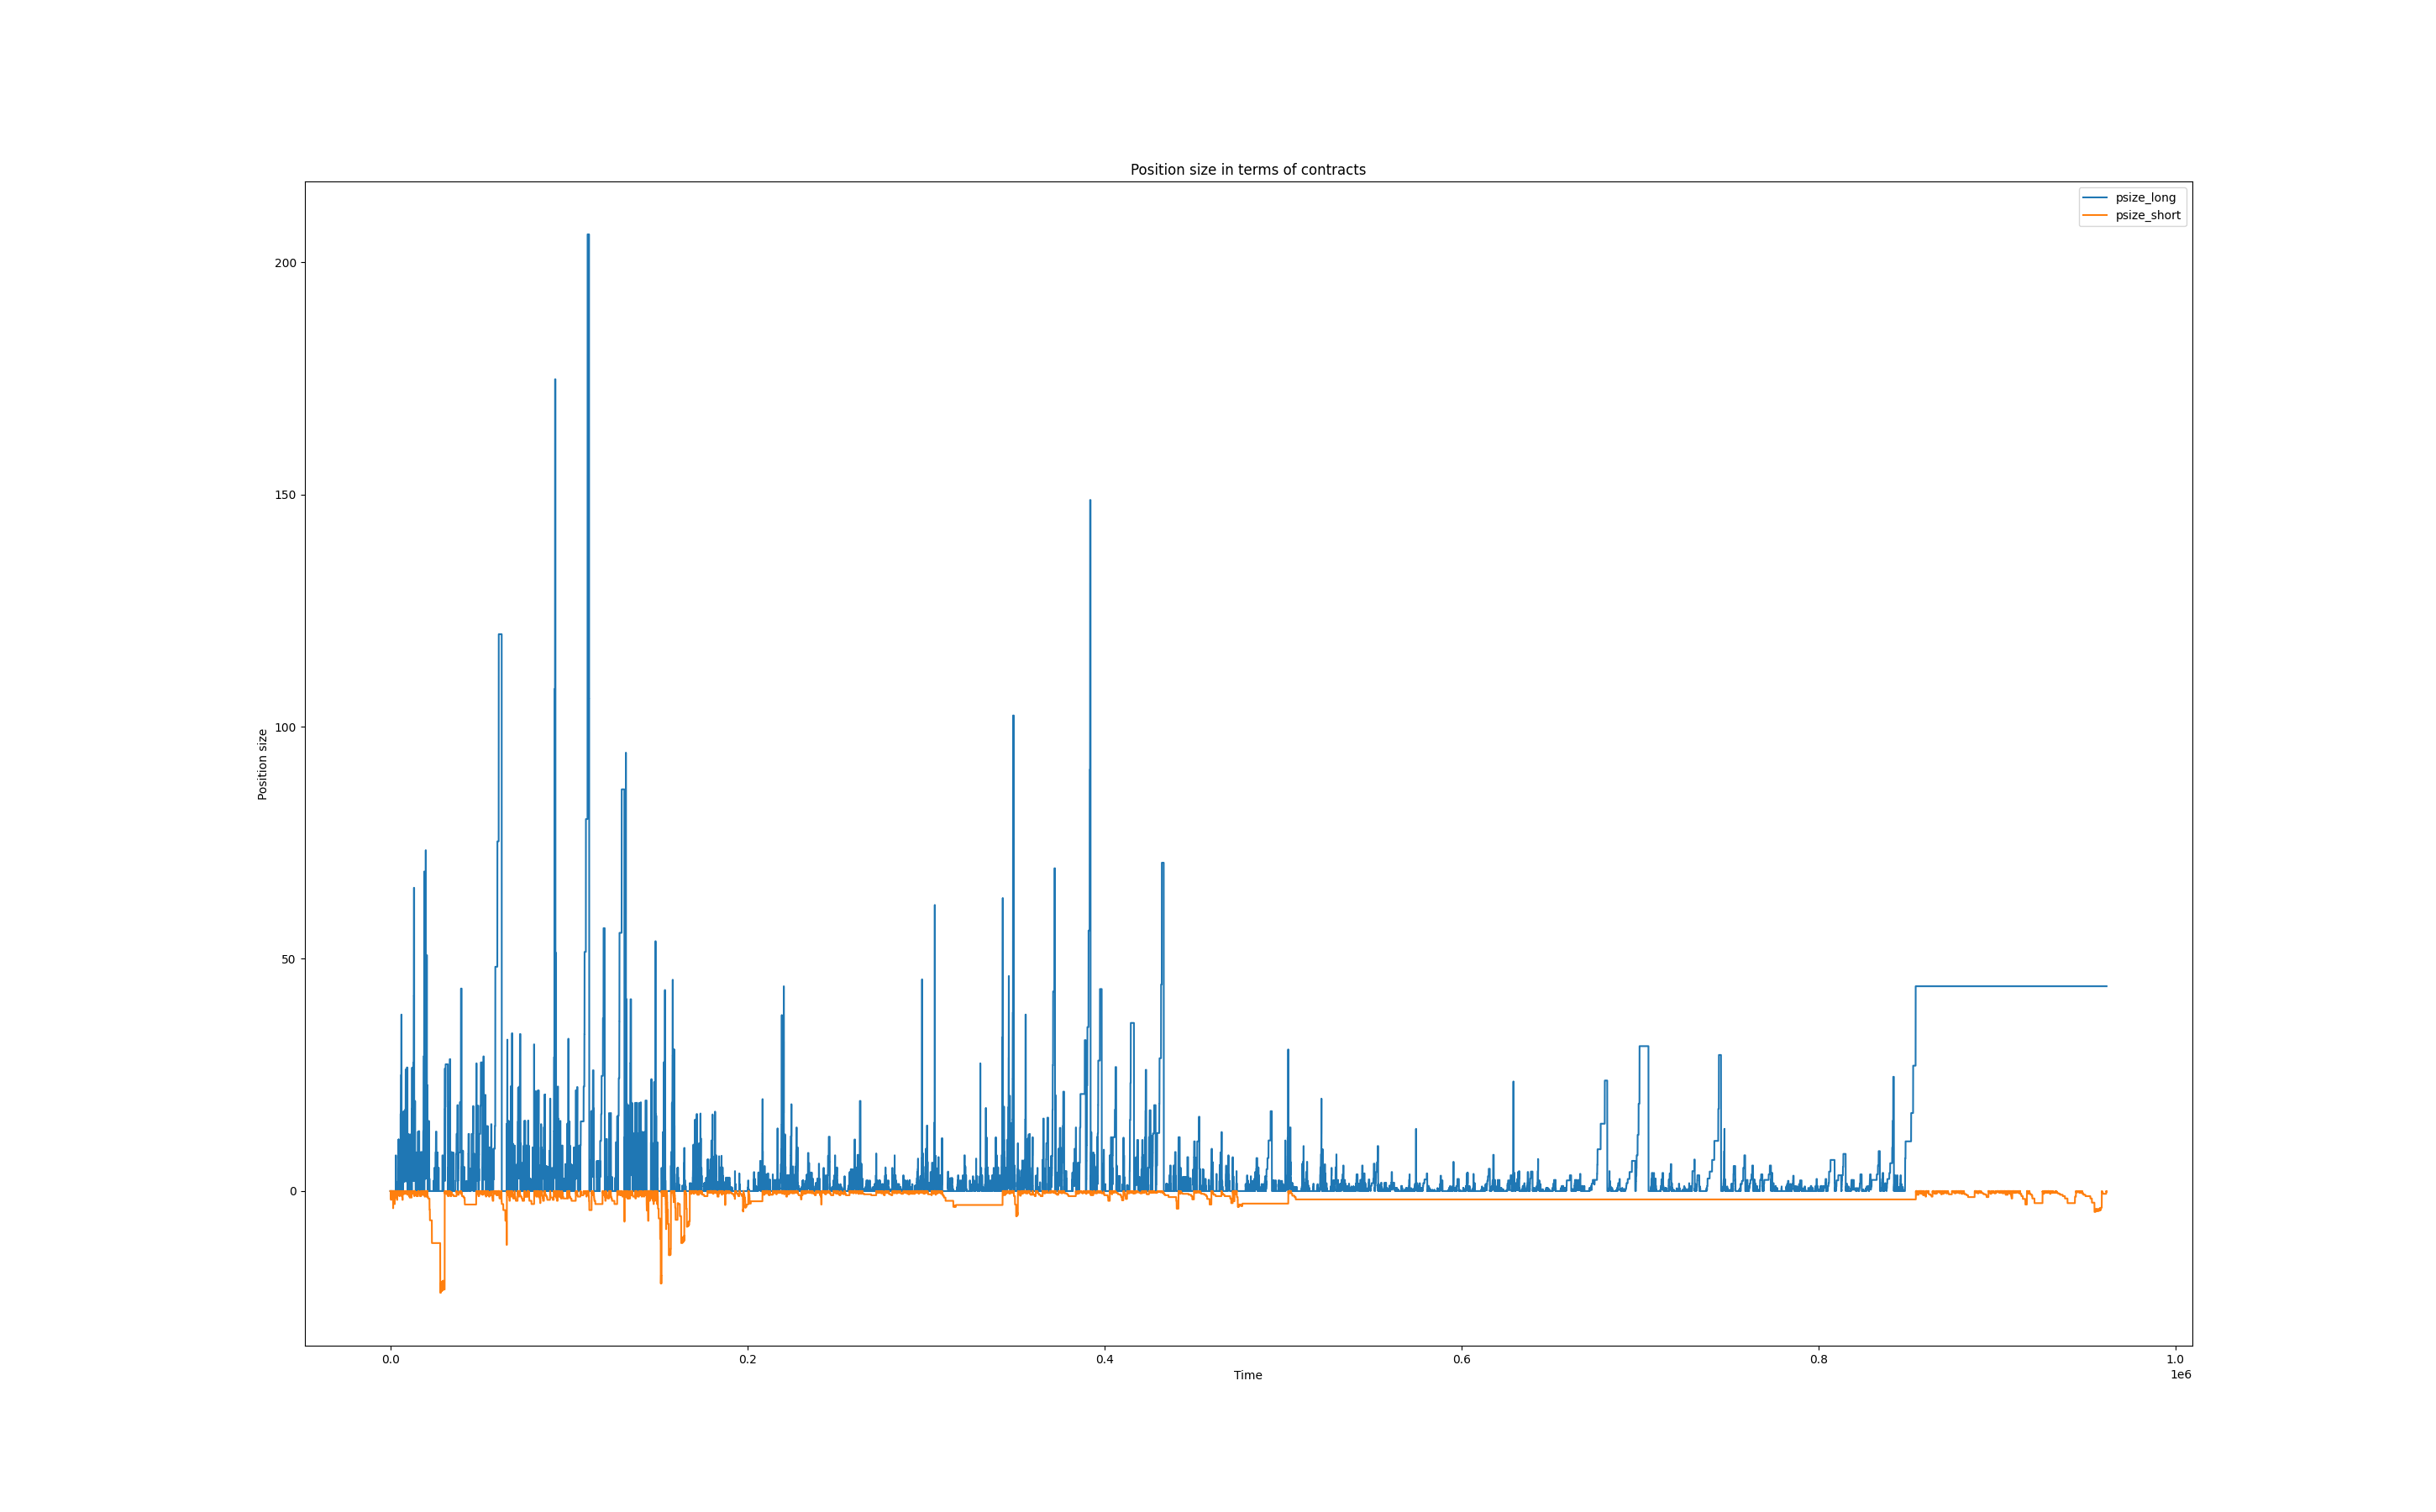 Position size in terms of contracts
psize_long
psize_short
200
150
100
50
0
Position size
0.0
0.2
0.4
0.6
0.8
1.0
1e6
Time